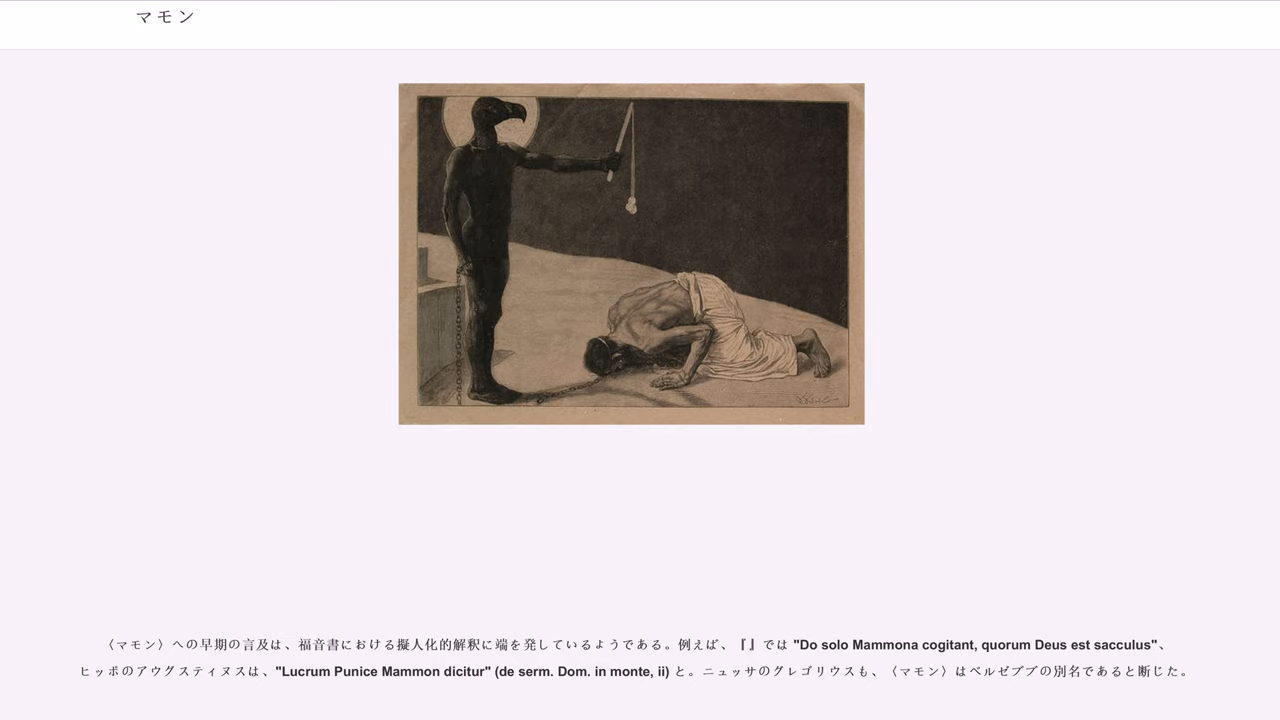 マモン
〈マモン〉への早期の言及は、福音書における擬人化的解釈に端を発しているようである。例えば、『』では "Do solo Mammona cogitant, quorum Deus est sacculus"、
ヒッポのアウグスティヌスは、"Lucrum Punice Mammon dicitur" (de serm. Dom. in monte, ii) と。ニュッサのグレゴリウスも、〈マモン〉はベルゼブブの別名であると断じた。